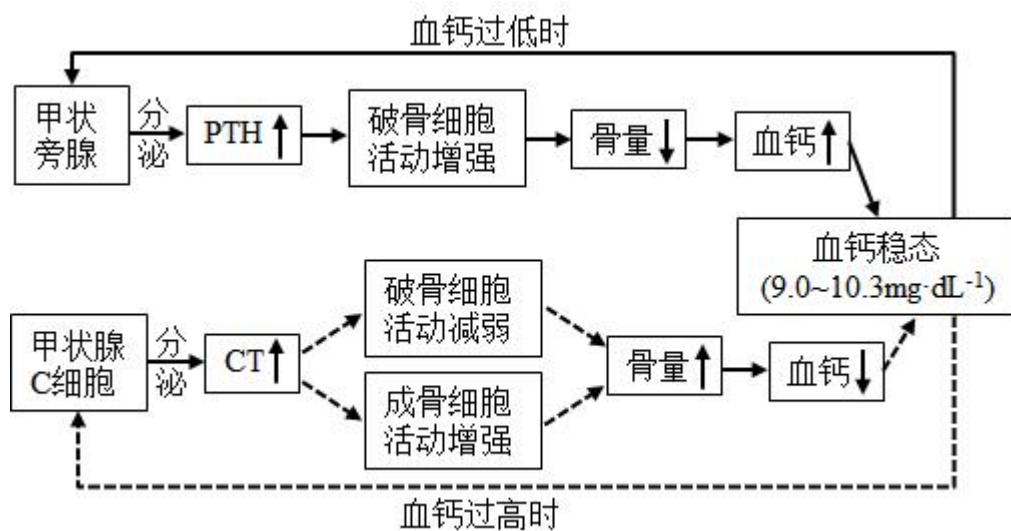 血钙过低时
甲状
旁腺
分
泌
PTH
破骨细胞
活动增强
骨量
血钙
血钙稳态
(9.0~10.3mg·dL⁻¹)
甲状腺
C细胞
分
泌
CT
破骨细胞
活动减弱
成骨细胞
活动增强
骨量
血钙
血钙过高时